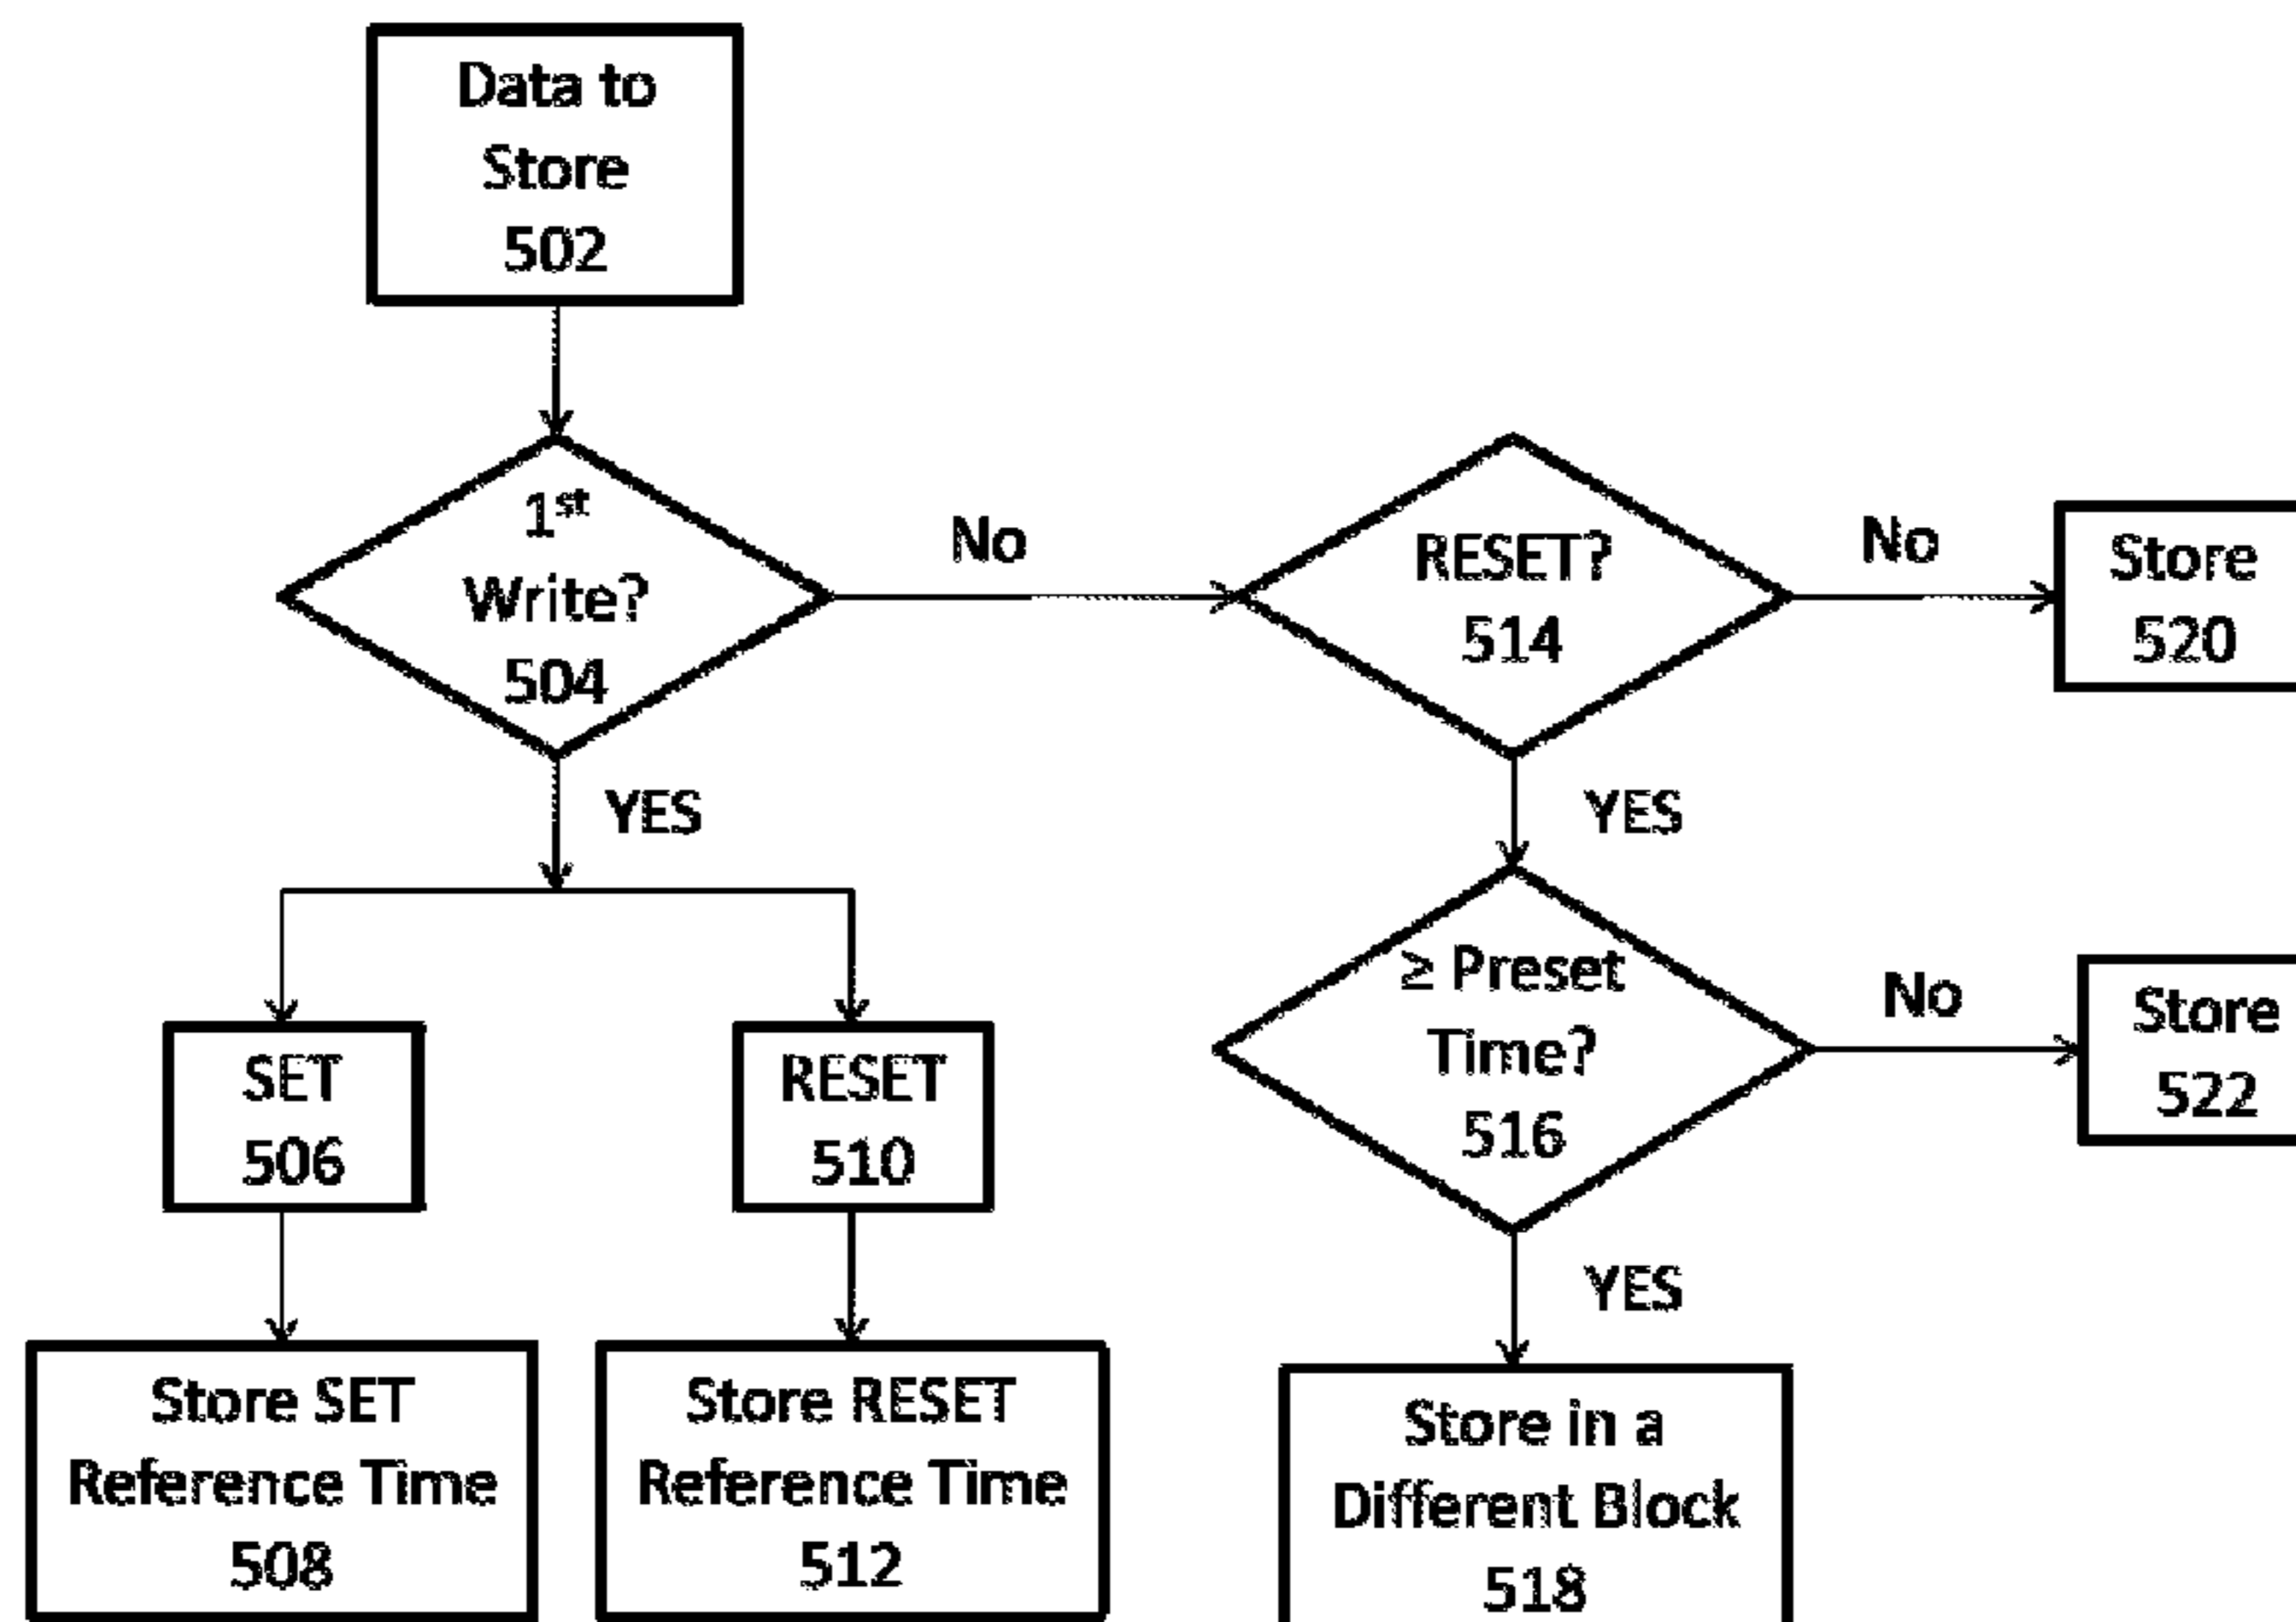 Data to
Store
502
1st
Write?
504
No
RESET?
514
No
Store
520
YES
YES
≥ Preset
Time?
516
No
Store
522
SET
506
RESET
510
YES
Store SET
Reference Time
508
Store RESET
Reference Time
512
Store in a
Different Block
518